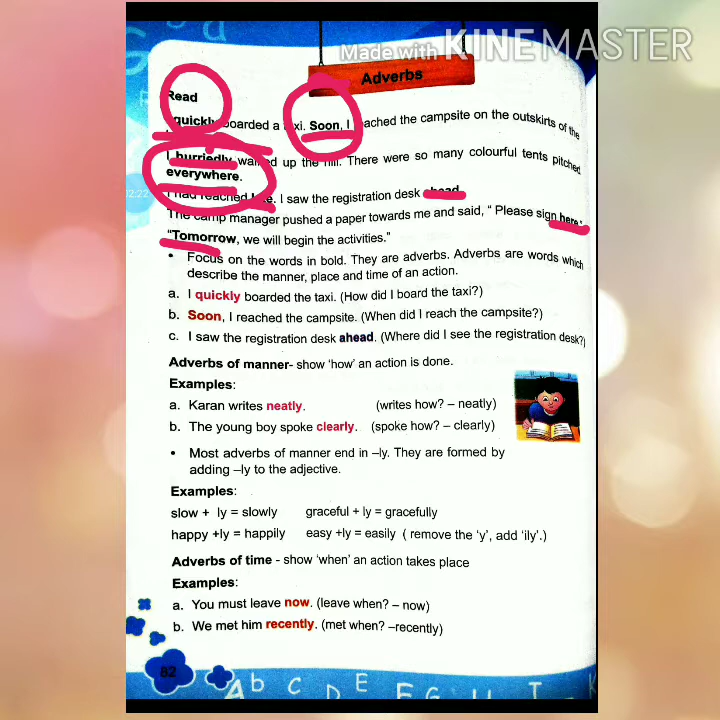 Made with KINEMASTER
Adverbs
Read
quickly boarded a taxi. Soon, I reached the campsite on the outskirts of the
I hurriedly walked up the hill. There were so many colourful tents pitched
everywhere.
I had reached late. I saw the registration desk ahead.
The camp manager pushed a paper towards me and said, " Please sign here."
"Tomorrow, we will begin the activities."
• Focus on the words in bold. They are adverbs. Adverbs are words which
describe the manner, place and time of an action.
a. I quickly boarded the taxi. (How did I board the taxi?)
b. Soon, I reached the campsite. (When did I reach the campsite?)
c. I saw the registration desk ahead. (Where did I see the registration desk?)
Adverbs of manner- show 'how' an action is done.
Examples:
a. Karan writes neatly. (writes how? – neatly)
b. The young boy spoke clearly. (spoke how? – clearly)
• Most adverbs of manner end in –ly. They are formed by
adding –ly to the adjective.
Examples:
slow + ly = slowly graceful + ly = gracefully
happy +ly = happily easy +ly = easily ( remove the 'y', add 'ily'.)
Adverbs of time - show 'when' an action takes place
Examples:
a. You must leave now. (leave when? – now)
b. We met him recently. (met when? –recently)
82
A b C D E F G T K